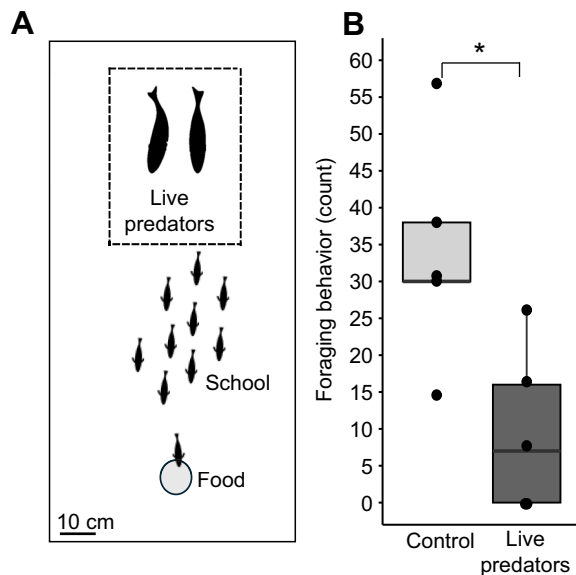 A
Live
predators
School
Food
10 cm
B
*
Foraging behavior (count)
60
55
50
45
40
35
30
25
20
15
10
5
0
Control
Live
predators